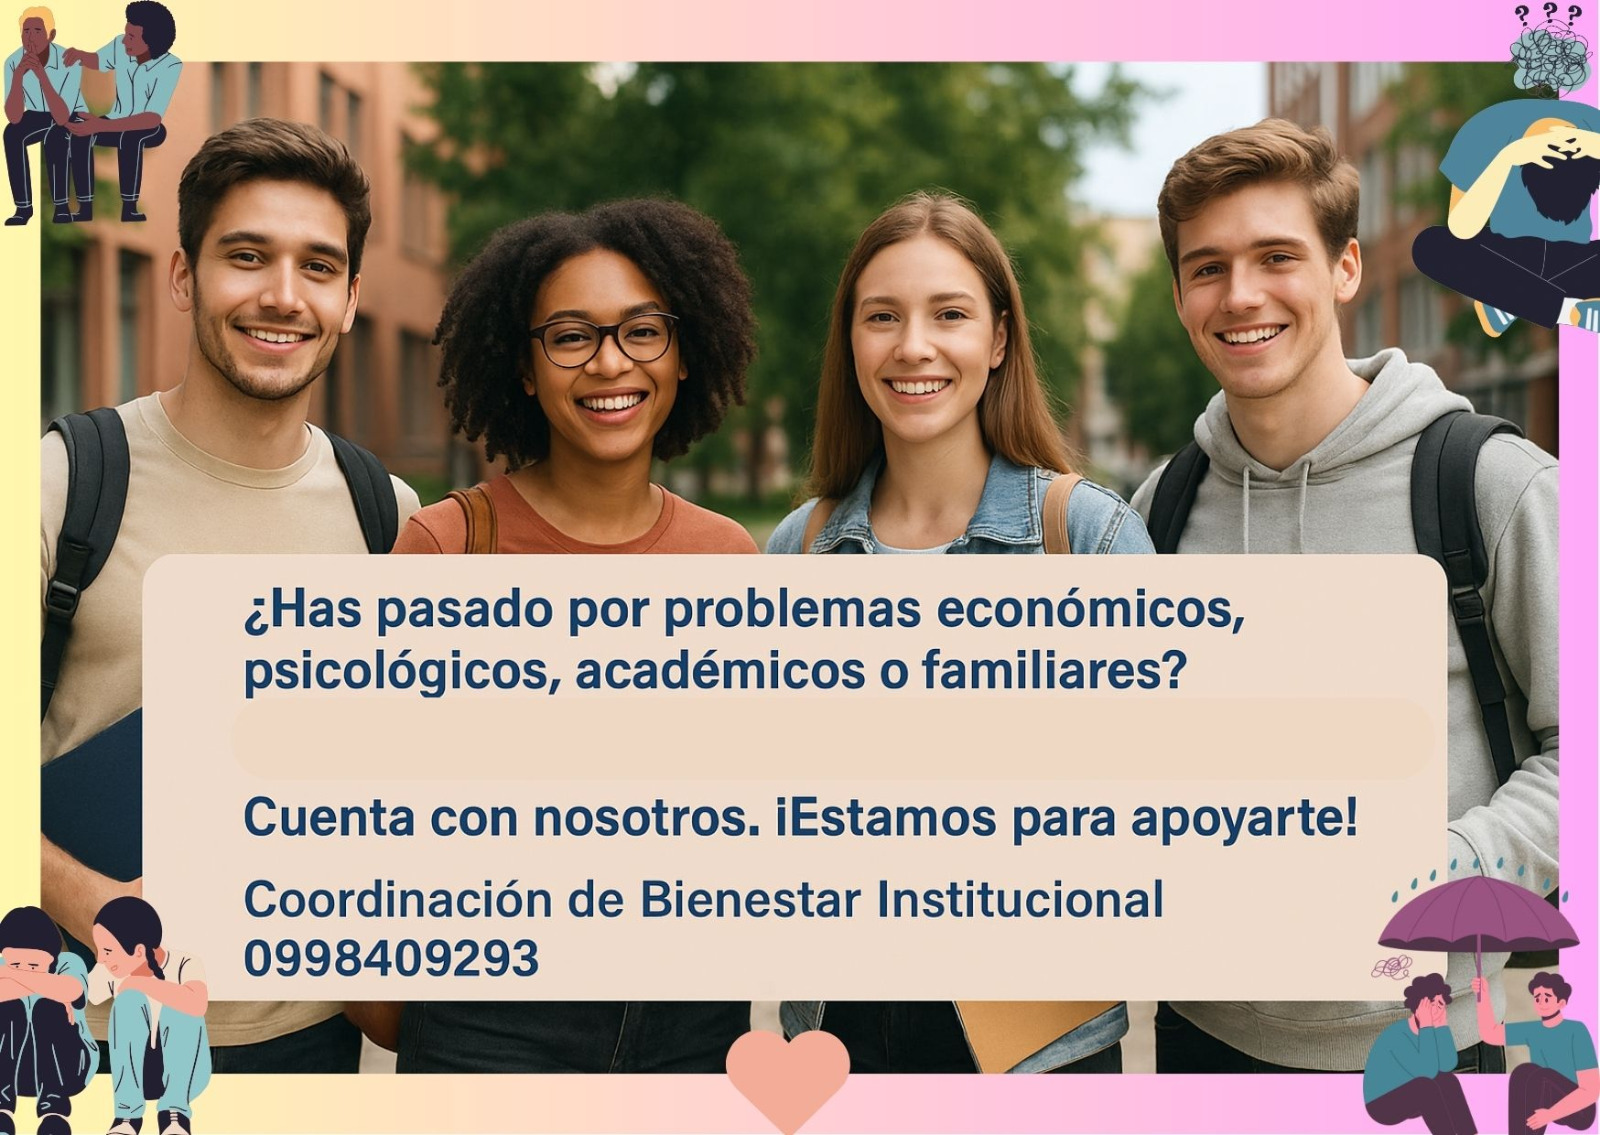 ? ? ?
¿Has pasado por problemas económicos,
psicológicos, académicos o familiares?
Cuenta con nosotros. ¡Estamos para apoyarte!
Coordinación de Bienestar Institucional
0998409293